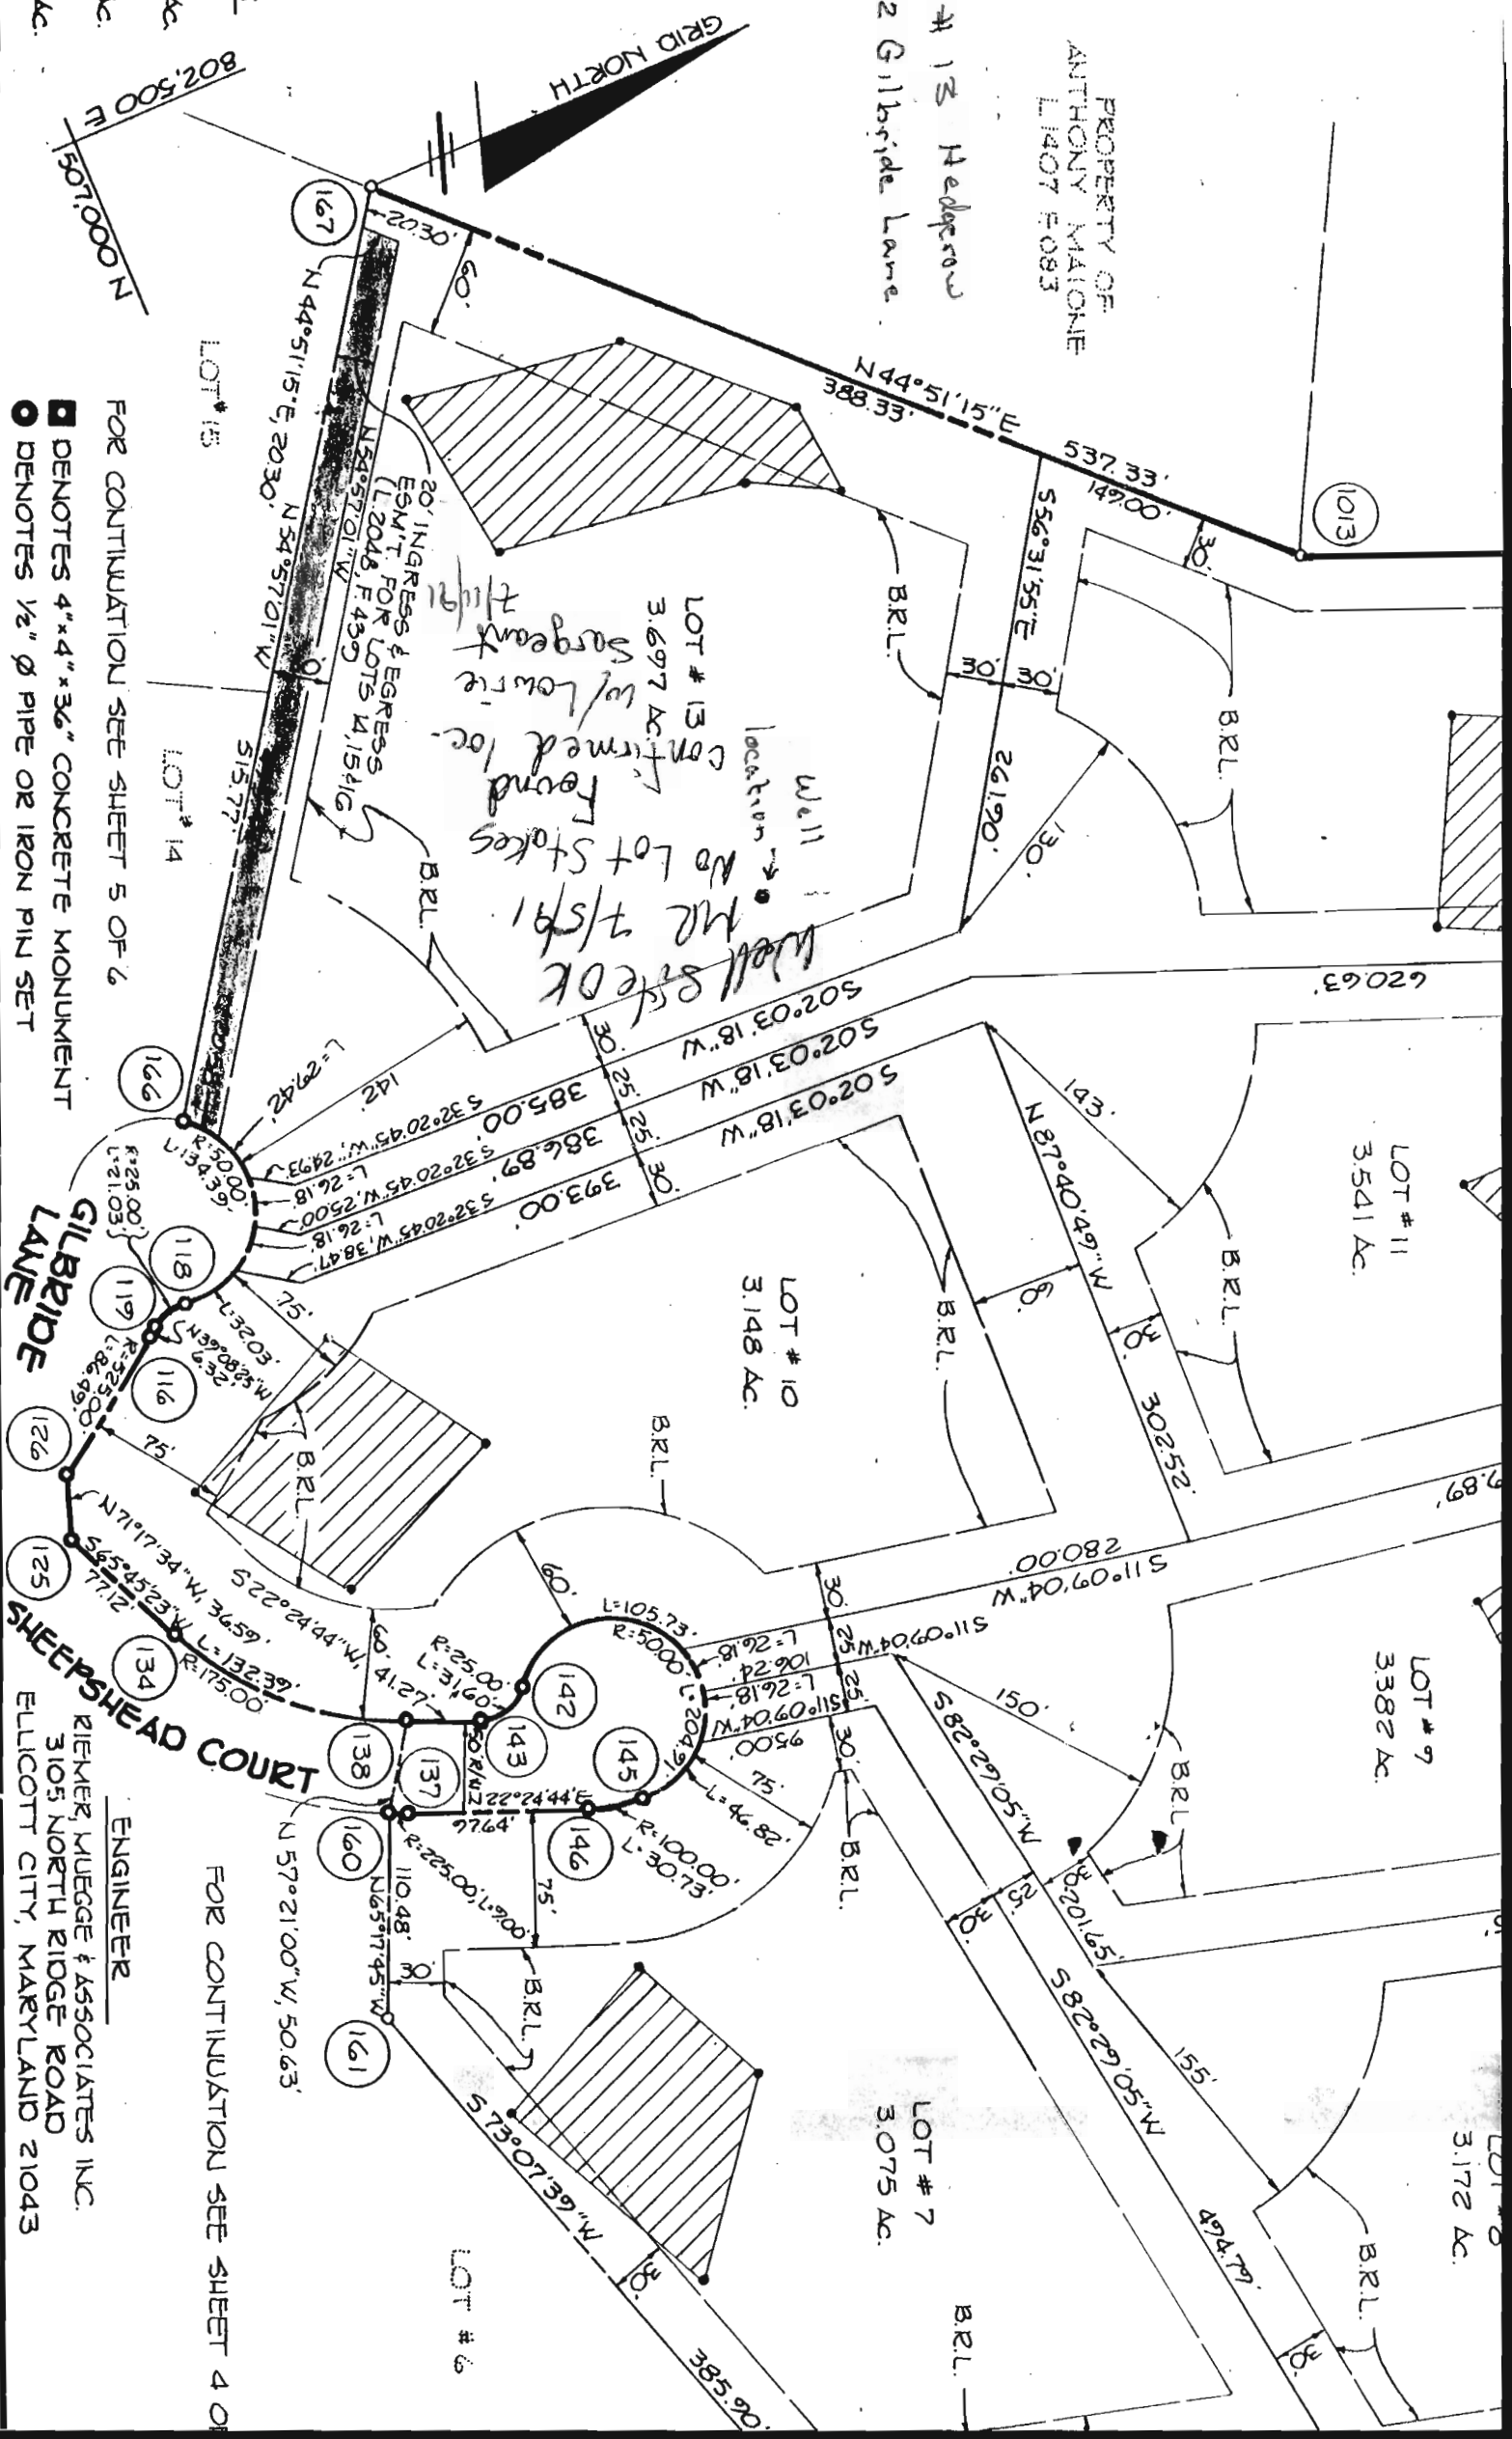 802,500 E
507,000 N
GRID NORTH
# 13 Hedgerow
2 Gilbride Lane
PROPERTY OF
ANTHONY MAIONE
L 1407 F 083
167
20.30'
60'
N 44°51'15"E
388.33'
537.33'
149.00'
1013
30'
S56°31'55"E
261.90'
30'
30'
130'
B.R.L.
B.R.L.
N44°51'15"E, 20.30'
N 54°57'01"W
515.77'
N54°57'01"W
20' INGRESS & EGRESS
ESM'T. FOR LOTS 14, 15 & 16
(L. 2048, F. 439)
LOT # 13
3.697 AC.
Well
location
Well Site OK
MR 7/5/91
No Lot Stakes
Found
confirmed loc.
w/ Lowrie
Sargeant
7/11/91
B.R.L.
LOT # 15
LOT # 14
FOR CONTINUATION SEE SHEET 5 OF 6
DENOTES 4"x4"x36" CONCRETE MONUMENT
DENOTES 1/2" Ø PIPE OR IRON PIN SET
166
L=29.42'
142'
R=50.00'
L=134.39'
R=25.00'
L=21.03'
S02°03'18"W
385.00'
S 32°20'45"W, 24.93'
L=26.18'
S02°03'18"W
386.89'
S32°20'45"W, 25.00'
L=26.18'
S02°03'18"W
393.00'
S32°20'45"W, 38.47'
30'
25'
25'
30'
620.63'
GILBRIDE
LANE
118
119
116
126
125
L=32.03'
75'
N39°08'25"W
6.32'
R=525.00'
L=86.49'
75'
B.R.L.
LOT # 10
3.148 AC.
B.R.L.
B.R.L.
60'
N 87°40'49"W
302.52'
143'
30'
LOT # 11
3.541 AC.
B.R.L.
N71°17'34"W, 36.59'
S65°45'23"W
77.12'
134
L=132.39'
R=175.00'
S22°24'44"W,
41.27'
60'
SHEEPSHEAD COURT
138
137
143
142
R=25.00'
L=31.60'
60'
L=105.73'
R=50.00'
L=204.91'
L=26.18'
L=26.18'
L=46.82'
280.00'
S11°09'04"W
S11°09'04"W
106.24
S11°09'04"W
95.00
30'
25'
25'
30'
75'
145
146
R=100.00'
L=30.73'
50' R/W
N22°24'44"E
97.64'
75'
160
R=225.00', L=9.00'
N 57°21'00"W, 50.63'
110.48'
N65°17'45"W
30'
161
B.R.L.
B.R.L.
150'
S82°29'05"W
201.65'
LOT # 9
3.382 AC.
B.R.L.
30'
25'
30'
S82°29'05"W
494.79'
155'
LOT # 8
3.172 AC.
B.R.L.
30'
LOT # 7
3.075 AC.
B.R.L.
S73°07'39"W
385.90'
30'
LOT # 6
ENGINEER
RIEMER, MUEGGE & ASSOCIATES INC.
3105 NORTH RIDGE ROAD
ELLICOTT CITY, MARYLAND 21043
FOR CONTINUATION SEE SHEET 4 OF